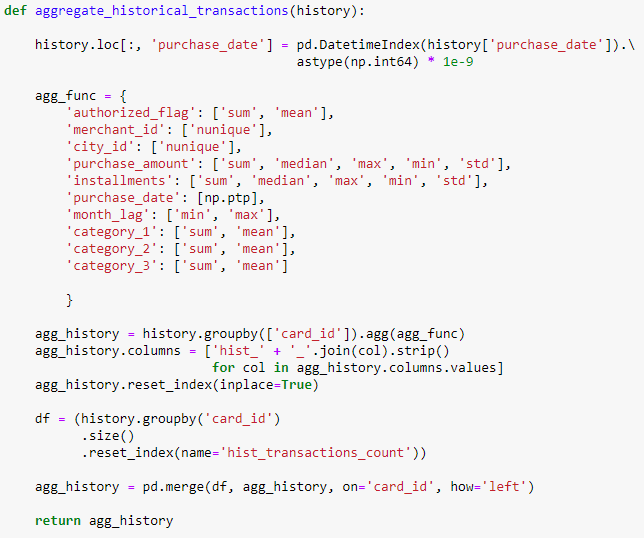 def aggregate_historical_transactions(history):

    history.loc[:, 'purchase_date'] = pd.DatetimeIndex(history['purchase_date']).\
                                      astype(np.int64) * 1e-9

    agg_func = {
        'authorized_flag': ['sum', 'mean'],
        'merchant_id': ['nunique'],
        'city_id': ['nunique'],
        'purchase_amount': ['sum', 'median', 'max', 'min', 'std'],
        'installments': ['sum', 'median', 'max', 'min', 'std'],
        'purchase_date': [np.ptp],
        'month_lag': ['min', 'max'],
        'category_1': ['sum', 'mean'],
        'category_2': ['sum', 'mean'],
        'category_3': ['sum', 'mean']

        }

    agg_history = history.groupby(['card_id']).agg(agg_func)
    agg_history.columns = ['hist_' + '_'.join(col).strip()
                           for col in agg_history.columns.values]
    agg_history.reset_index(inplace=True)

    df = (history.groupby('card_id')
          .size()
          .reset_index(name='hist_transactions_count'))

    agg_history = pd.merge(df, agg_history, on='card_id', how='left')

    return agg_history